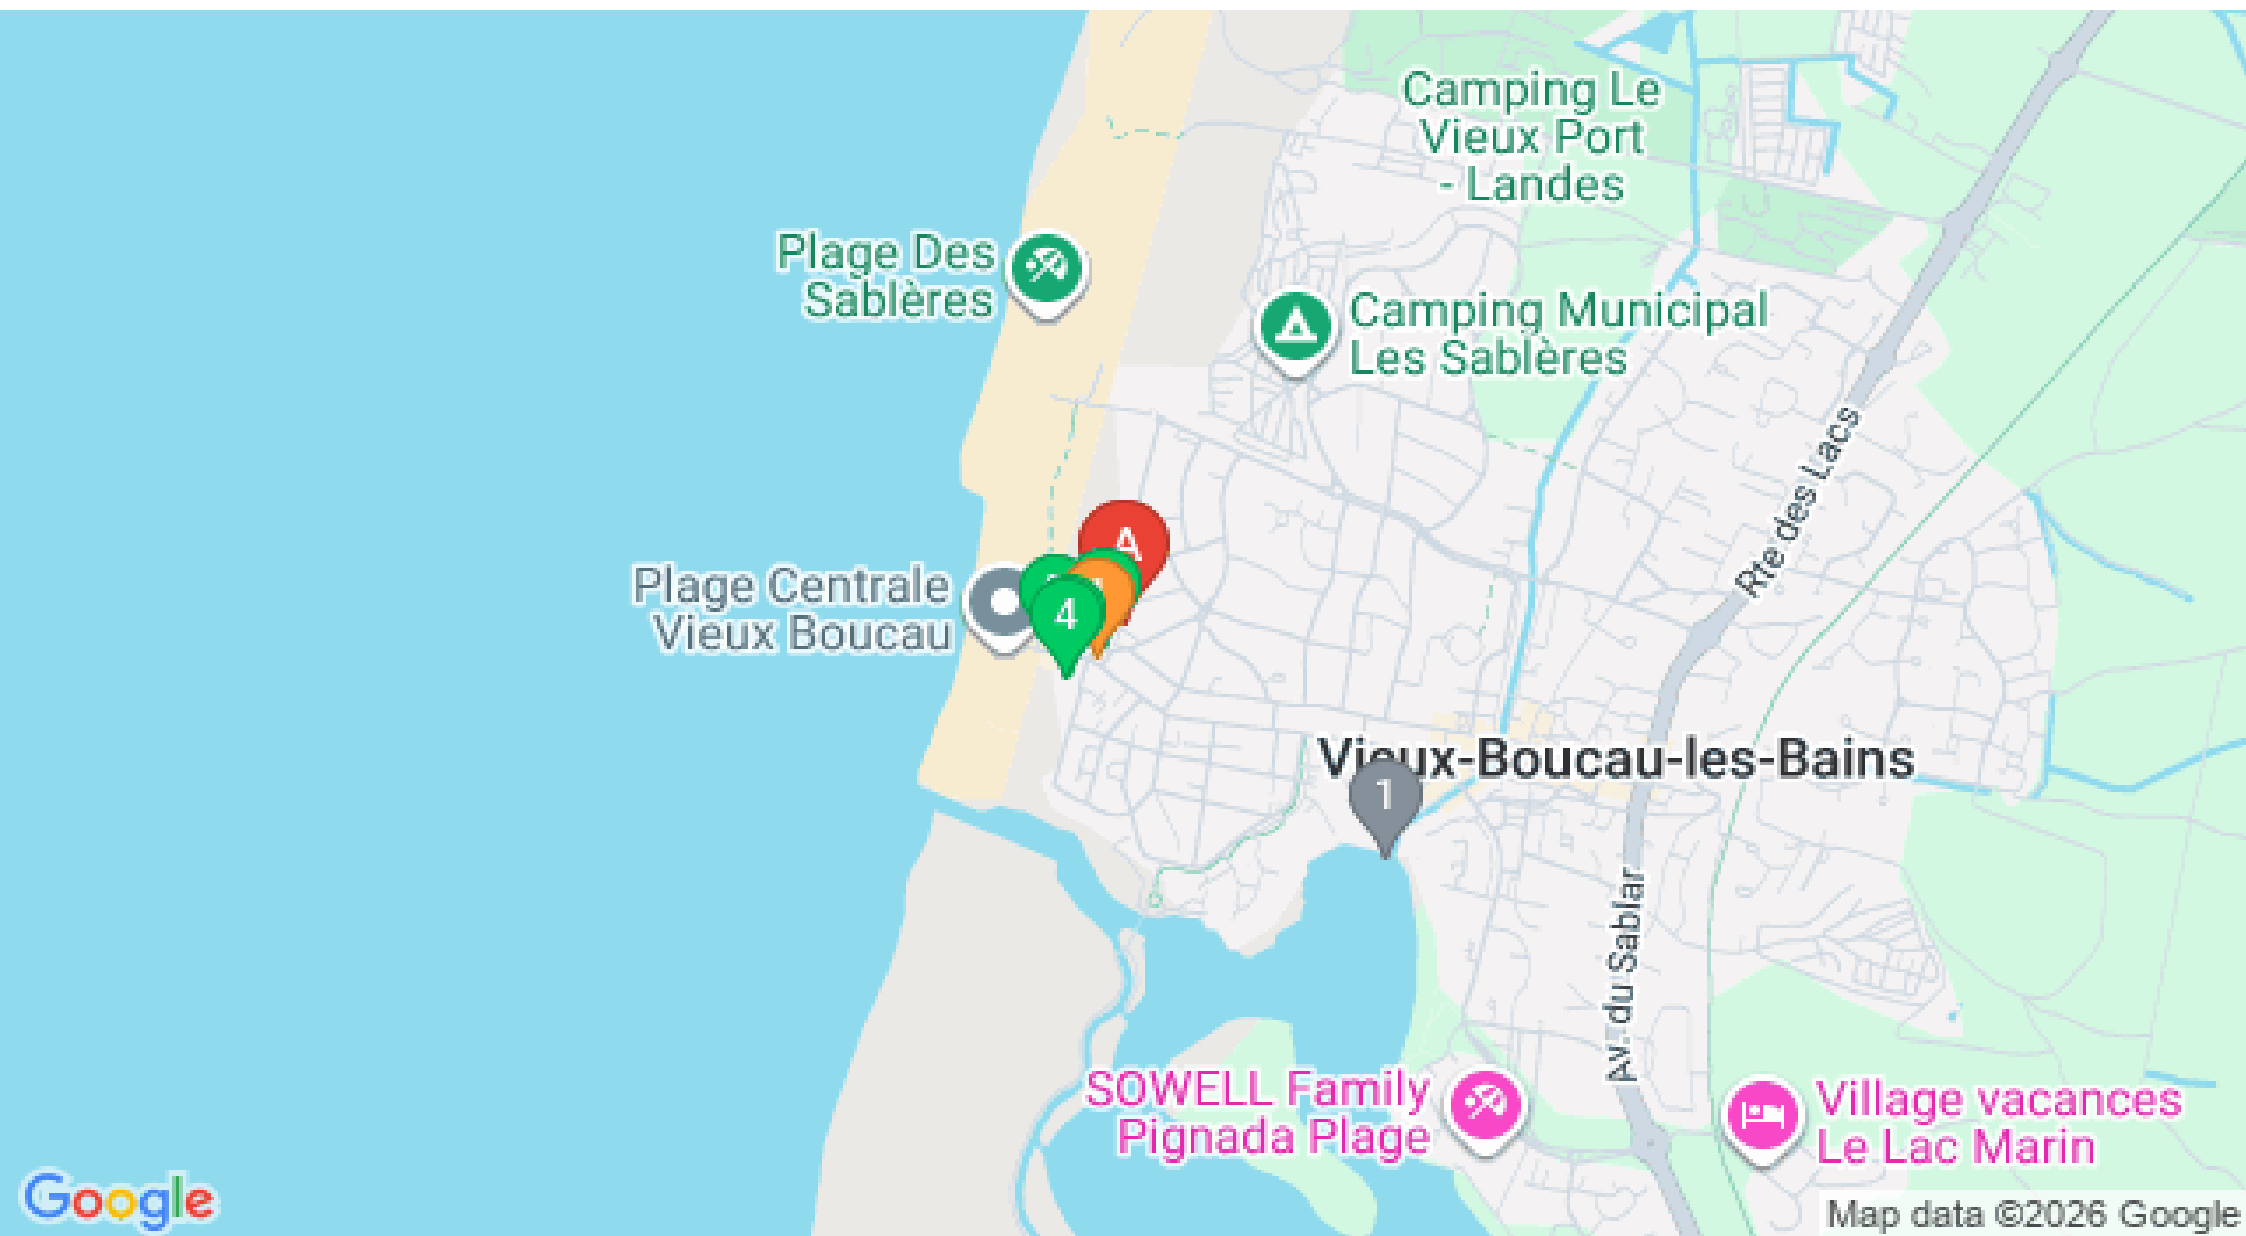 Camping Le
Vieux Port
- Landes
Plage Des
Sablères
Camping Municipal
Les Sablères
Rte des Lacs
A
Plage Centrale
Vieux Boucau
4
Vieux-Boucau-les-Bains
1
Av. du Sablar
SOWELL Family
Pignada Plage
Village vacances
Le Lac Marin
Google
Map data ©2026 Google